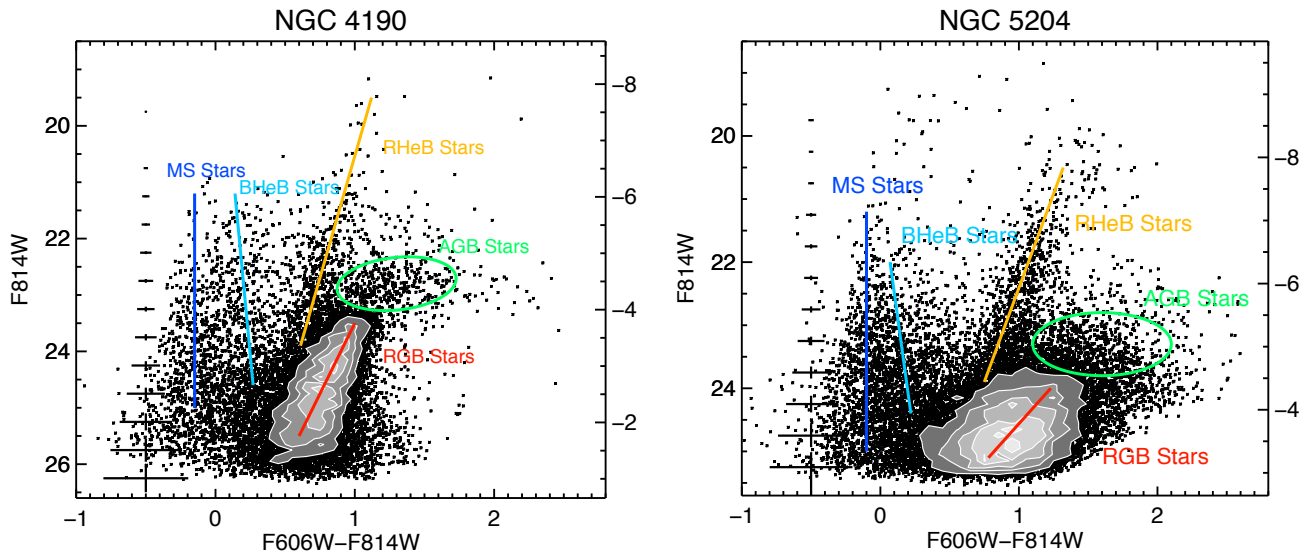 NGC 4190
NGC 5204
MS Stars
BHeB Stars
RHeB Stars
AGB Stars
RGB Stars
20
22
24
26
−8
−6
−4
−2
−1
0
1
2
F814W
F606W−F814W
MS Stars
BHeB Stars
RHeB Stars
AGB Stars
RGB Stars
20
22
24
−8
−6
−4
−1
0
1
2
F814W
F606W−F814W